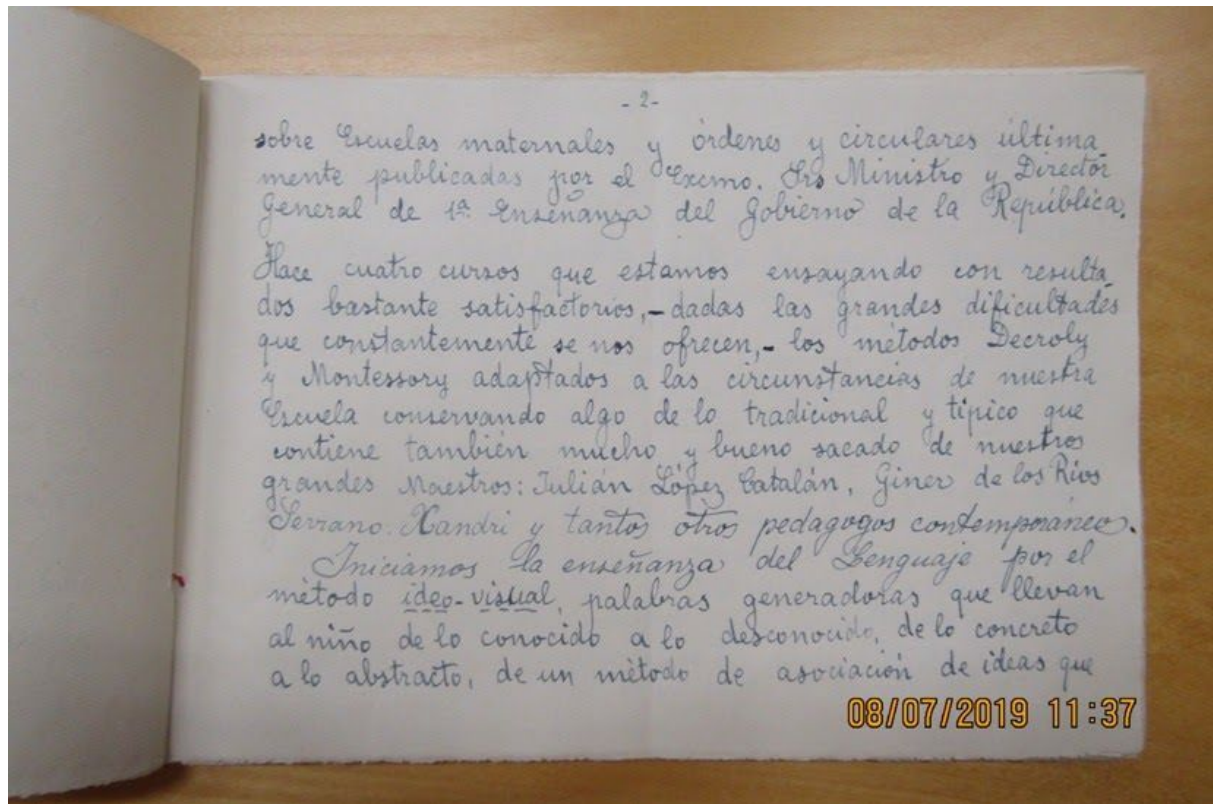 - 2 -
sobre Escuelas maternales y órdenes y circulares última_
mente publicadas por el Excmo. Srs Ministro y Director
General de 1ª Enseñanza del Gobierno de la República.
Hace cuatro cursos que estamos ensayando con resulta_
dos bastante satisfactorios,- dadas las grandes dificultades
que constantemente se nos ofrecen,- los métodos Decroly
y Montessory adaptados a las circunstancias de nuestra
Escuela conservando algo de lo tradicional y típico que
contiene también mucho y bueno sacado de nuestros
grandes Maestros: Julián López Catalán, Giner de los Ríos
Serrano. Xandri y tantos otros pedagogos contemporáneos.
Iniciamos la enseñanza del Lenguaje por el
método ideo-visual, palabras generadoras que llevan
al niño de lo conocido a lo desconocido, de lo concreto
a lo abstracto, de un método de asociación de ideas que
08/07/2019 11:37